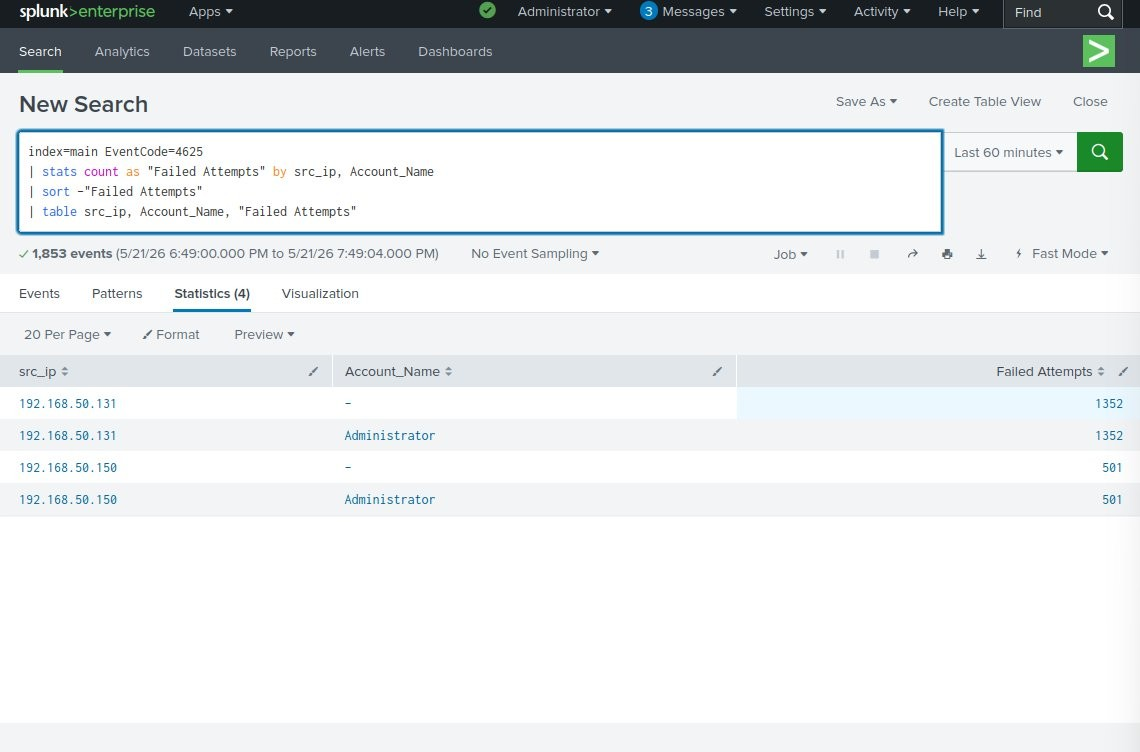 splunk>enterprise Apps Administrator 3 Messages Settings Activity Help Find
Search Analytics Datasets Reports Alerts Dashboards >
New Search Save As Create Table View Close
index=main EventCode=4625
| stats count as "Failed Attempts" by src_ip, Account_Name
| sort -"Failed Attempts"
| table src_ip, Account_Name, "Failed Attempts"
Last 60 minutes
1,853 events (5/21/26 6:49:00.000 PM to 5/21/26 7:49:04.000 PM) No Event Sampling Job Fast Mode
Events Patterns Statistics (4) Visualization
20 Per Page Format Preview
src_ip Account_Name Failed Attempts
192.168.50.131 - 1352
192.168.50.131 Administrator 1352
192.168.50.150 - 501
192.168.50.150 Administrator 501